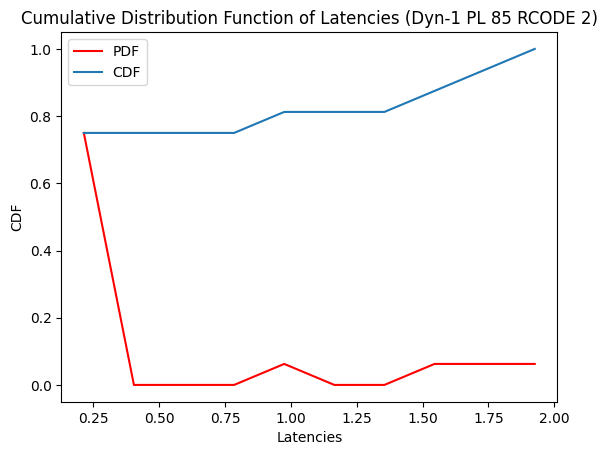 Cumulative Distribution Function of Latencies (Dyn-1 PL 85 RCODE 2)
PDF
CDF
CDF
1.0
0.8
0.6
0.4
0.2
0.0
0.25 0.50 0.75 1.00 1.25 1.50 1.75 2.00
Latencies